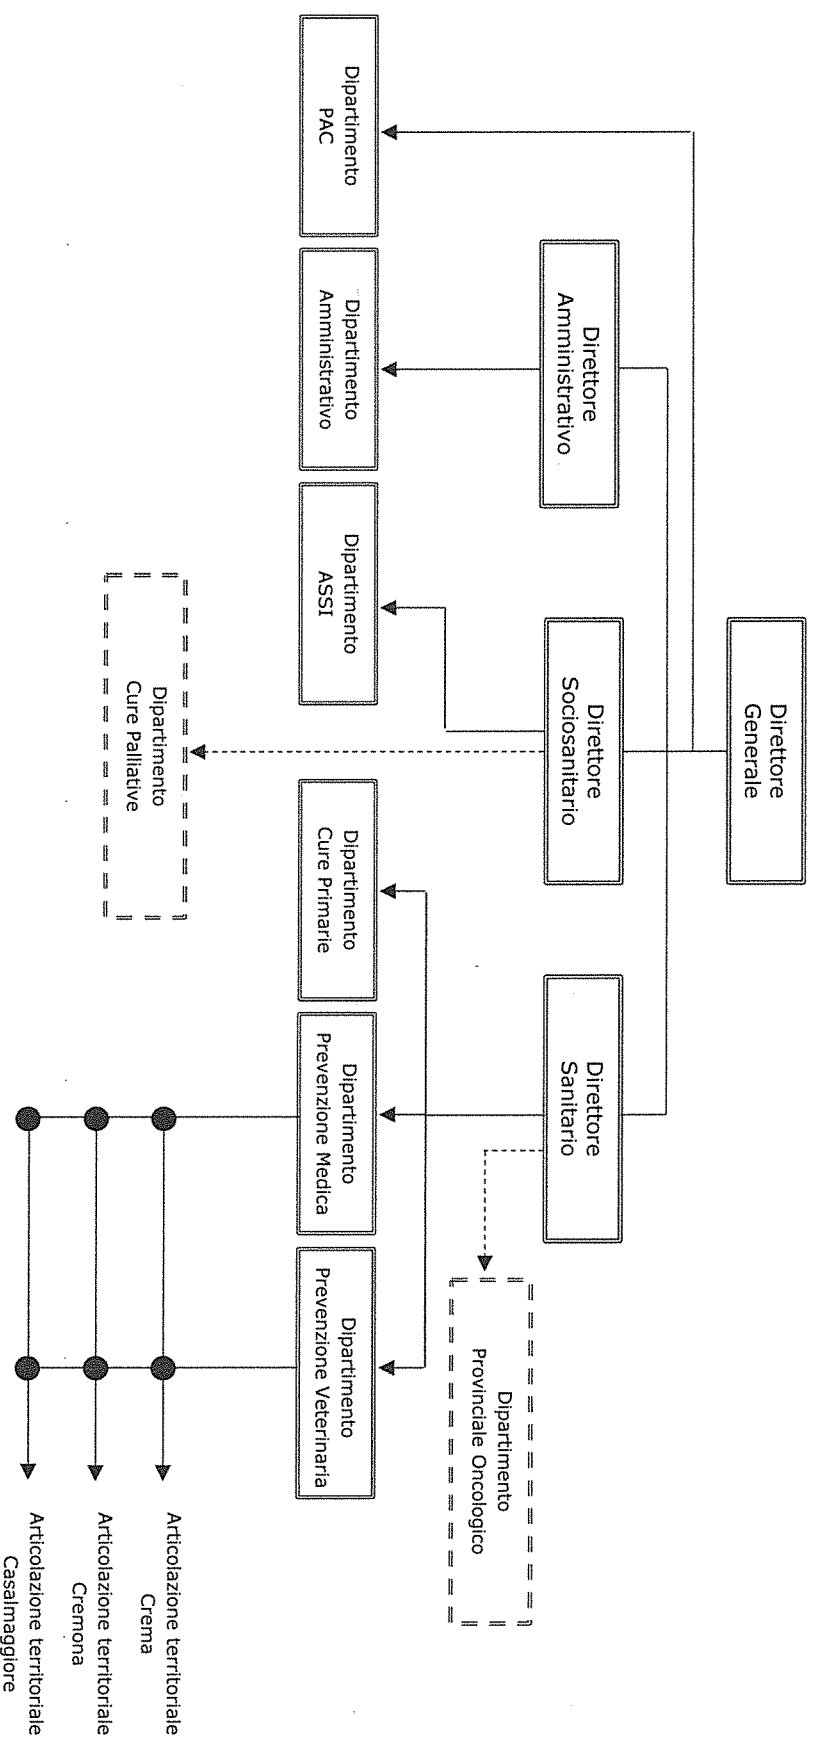 Direttore
Generale
Direttore
Amministrativo
Direttore
Sociosanitario
Direttore
Sanitario
Dipartimento
Provinciale Oncologico
Dipartimento
PAC
Dipartimento
Amministrativo
Dipartimento
ASSI
Dipartimento
Cure Primarie
Dipartimento
Prevenzione Medica
Dipartimento
Prevenzione Veterinaria
Dipartimento
Cure Palliative
Articolazione territoriale
Crema
Articolazione territoriale
Cremona
Articolazione territoriale
Casalmaggiore